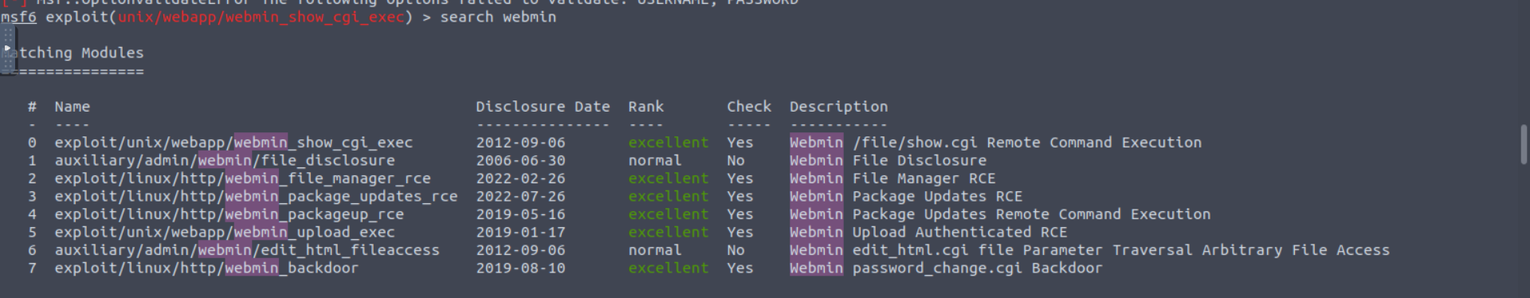 Msf::OptionValidateError The following options failed to validate: USERNAME, PASSWORD
msf6 exploit(unix/webapp/webmin_show_cgi_exec) > search webmin
atching Modules
===============
#  Name  Disclosure Date  Rank  Check  Description
-  ----  ---------------  ----  -----  -----------
0  exploit/unix/webapp/webmin_show_cgi_exec  2012-09-06  excellent  Yes  Webmin /file/show.cgi Remote Command Execution
1  auxiliary/admin/webmin/file_disclosure  2006-06-30  normal  No  Webmin File Disclosure
2  exploit/linux/http/webmin_file_manager_rce  2022-02-26  excellent  Yes  Webmin File Manager RCE
3  exploit/linux/http/webmin_package_updates_rce  2022-07-26  excellent  Yes  Webmin Package Updates RCE
4  exploit/linux/http/webmin_packageup_rce  2019-05-16  excellent  Yes  Webmin Package Updates Remote Command Execution
5  exploit/unix/webapp/webmin_upload_exec  2019-01-17  excellent  Yes  Webmin Upload Authenticated RCE
6  auxiliary/admin/webmin/edit_html_fileaccess  2012-09-06  normal  No  Webmin edit_html.cgi file Parameter Traversal Arbitrary File Access
7  exploit/linux/http/webmin_backdoor  2019-08-10  excellent  Yes  Webmin password_change.cgi Backdoor